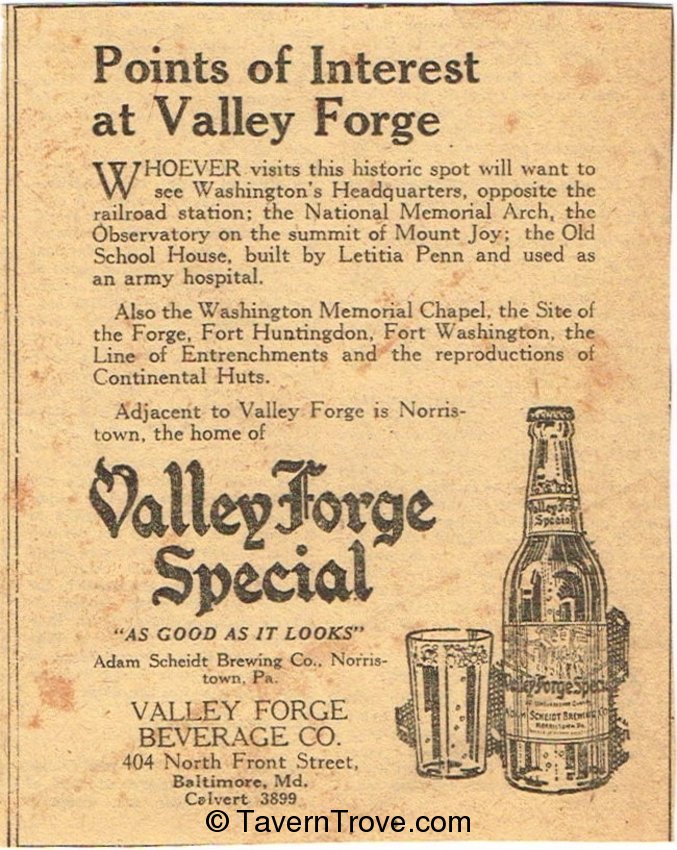 Points of Interest
at Valley Forge
WHOEVER visits this historic spot will want to
see Washington's Headquarters, opposite the
railroad station; the National Memorial Arch, the
Observatory on the summit of Mount Joy; the Old
School House, built by Letitia Penn and used as
an army hospital.
Also the Washington Memorial Chapel, the Site of
the Forge, Fort Huntingdon, Fort Washington, the
Line of Entrenchments and the reproductions of
Continental Huts.
Adjacent to Valley Forge is Norris-
town, the home of
Valley Forge
Special
"AS GOOD AS IT LOOKS"
Adam Scheidt Brewing Co., Norris-
town, Pa.
VALLEY FORGE
BEVERAGE CO.
404 North Front Street,
Baltimore, Md.
Calvert 3899
Valley Forge
Special
Valley Forge Special
ADAM SCHEIDT BREWING CO.
NORRISTOWN, PA.
© TavernTrove.com